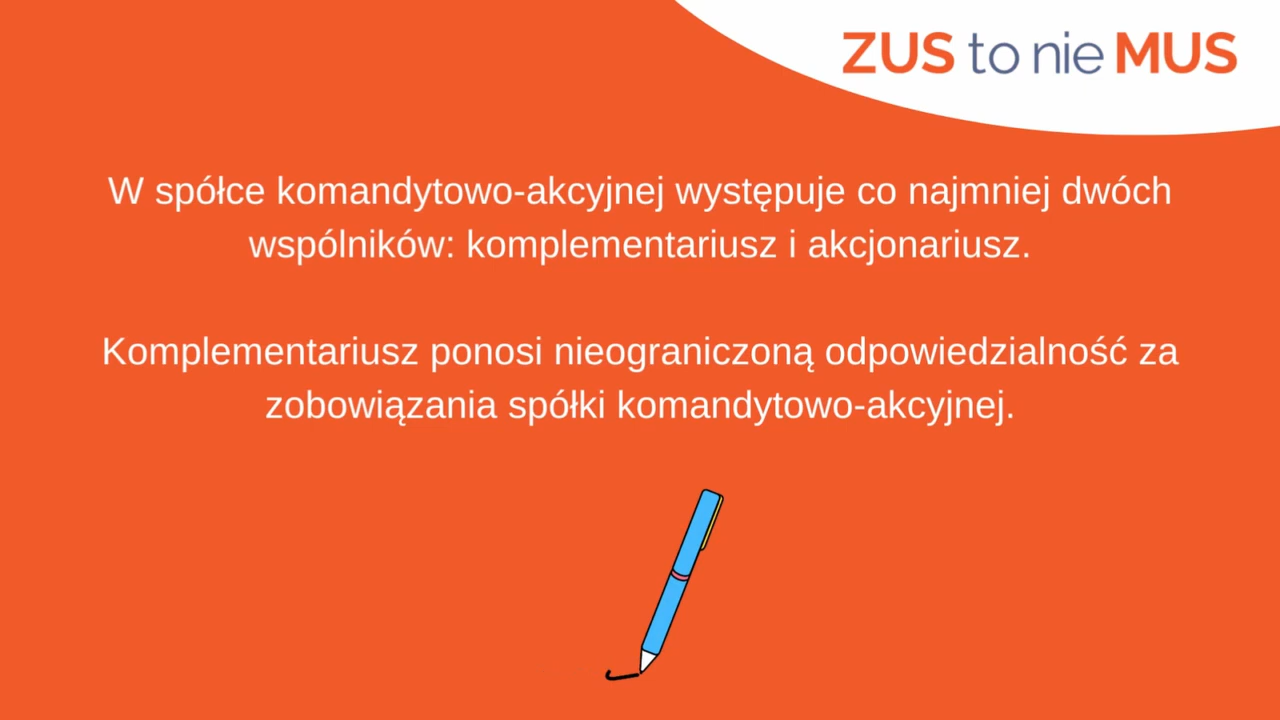 ZUS to nie MUS
W spółce komandytowo-akcyjnej występuje co najmniej dwóch
wspólników: komplementariusz i akcjonariusz.
Komplementariusz ponosi nieograniczoną odpowiedzialność za
zobowiązania spółki komandytowo-akcyjnej.